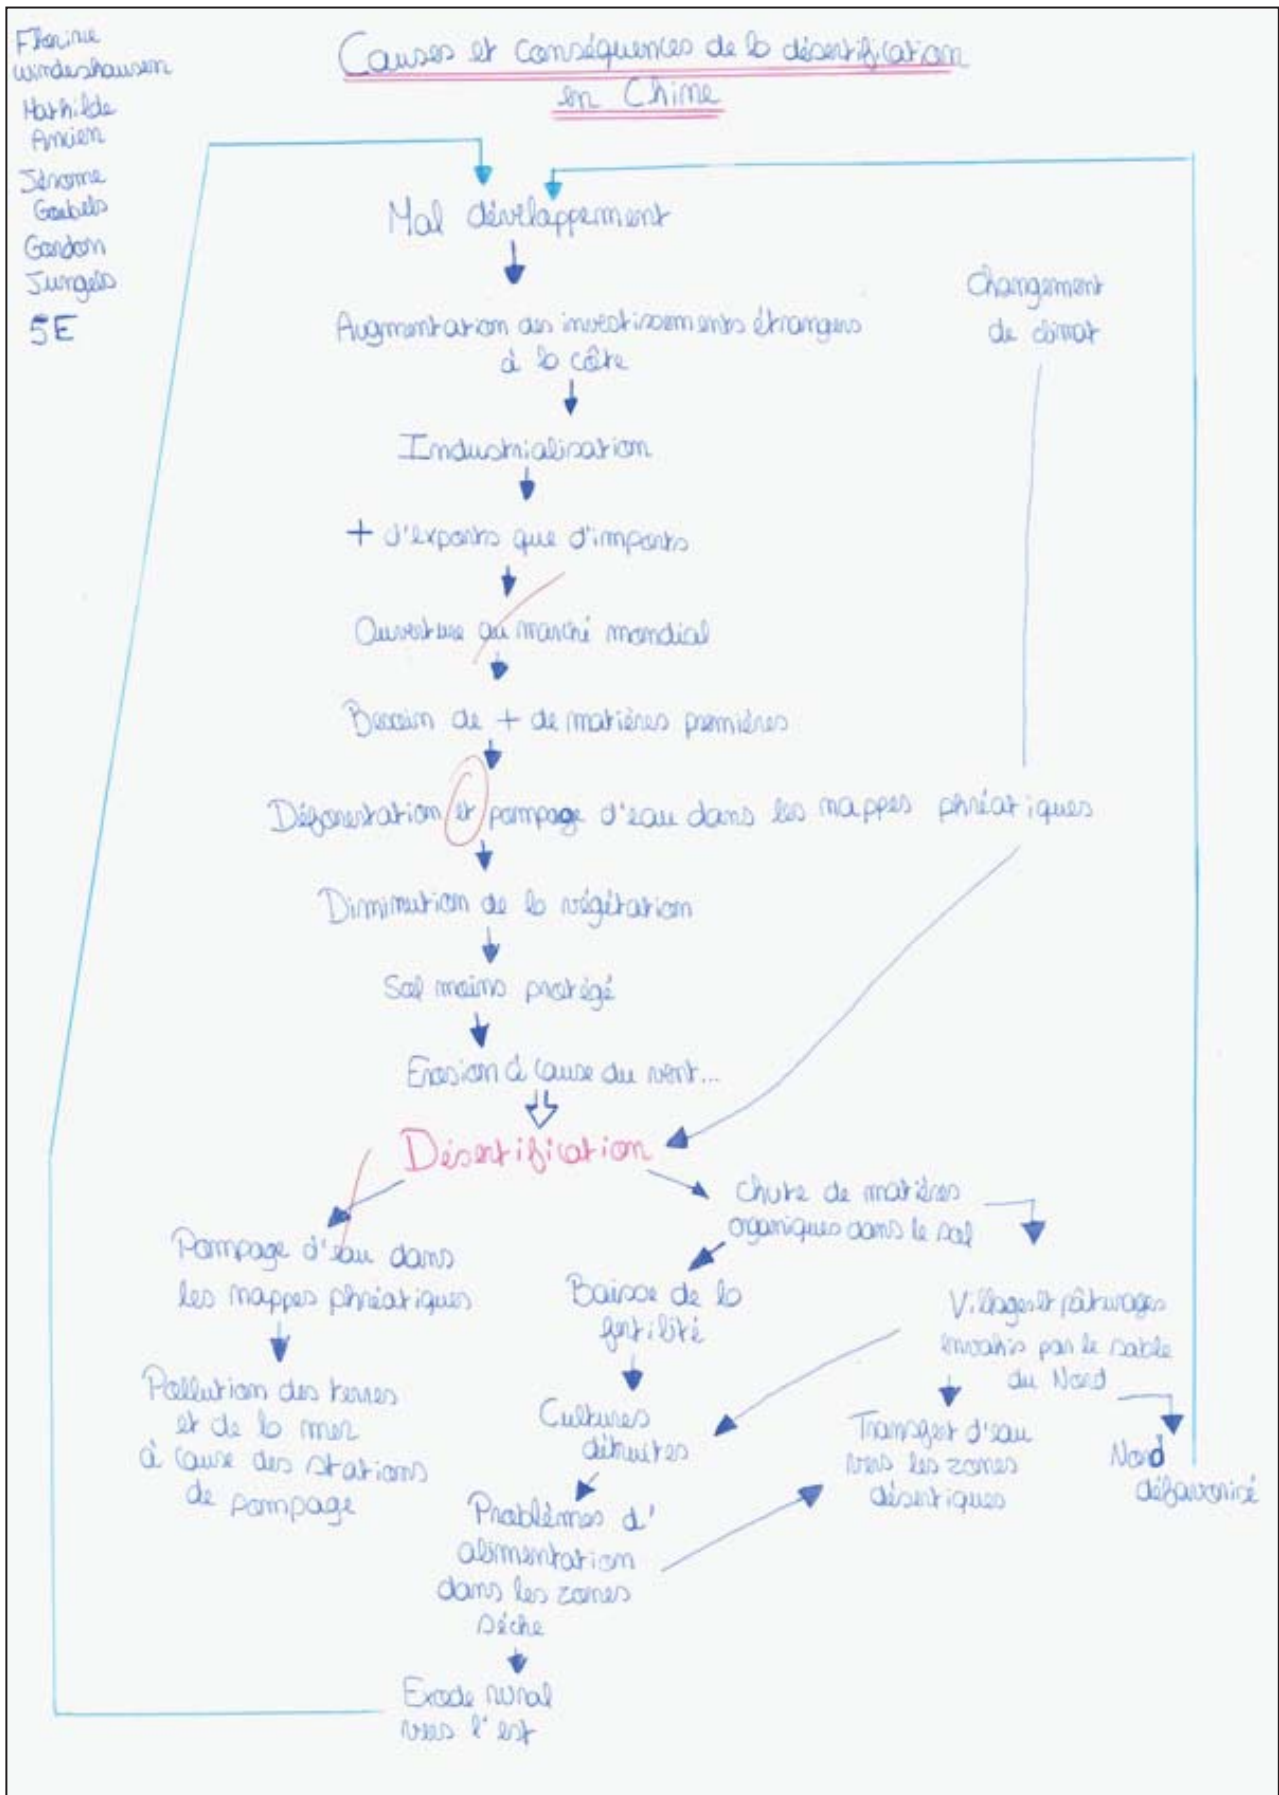 Florine
Windeshausen
Mathilde
Ancien
Jérome
Goebels
Gordon
Jungels
5E
Causes et conséquences de la désertification
en Chine
Mal dévelappement
Augmentation des investissements étrangers
à la côte
Industrialisation
+ d'exports que d'imports
Ouverture au marché mondial
Besoin de + de matières premières
Déforestation et pompage d'eau dans les nappes phréatiques
Diminution de la végétation
Sol moins protégé
Erosion à cause du vent...
Changement
de climat
Désertification
Pompage d'eau dans
les nappes phréatiques
Pollution des terres
et de la mer
à cause des stations
de pompage
chute de matières
organiques dans le sol
Baisse de la
fertilité
Cultures
détruites
Problèmes d'
alimentation
dans les zones
sèche
Exode rural
vers l'est
Villages et pâturages
envahis par le sable
du Nord
Transfert d'eau
vers les zones
désertiques
Nord
défavorisé